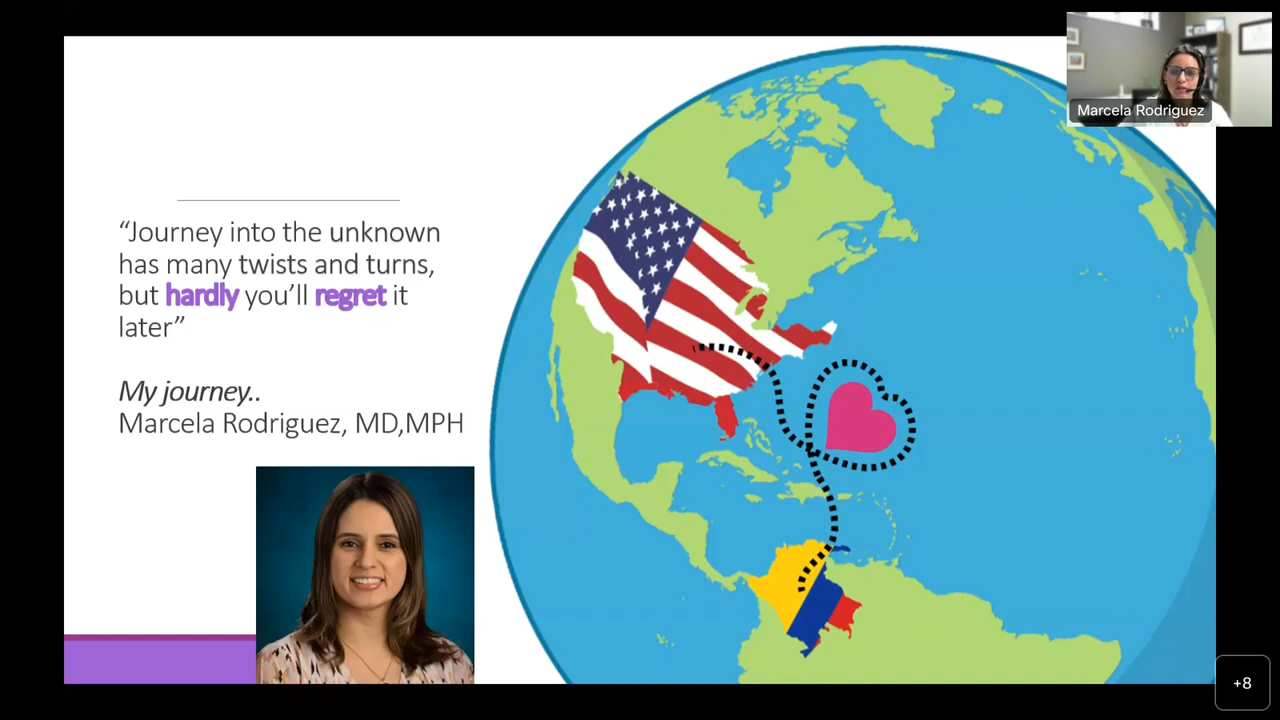 “Journey into the unknown
has many twists and turns,
but hardly you’ll regret it
later”
My journey..
Marcela Rodriguez, MD,MPH
Marcela Rodriguez
+8